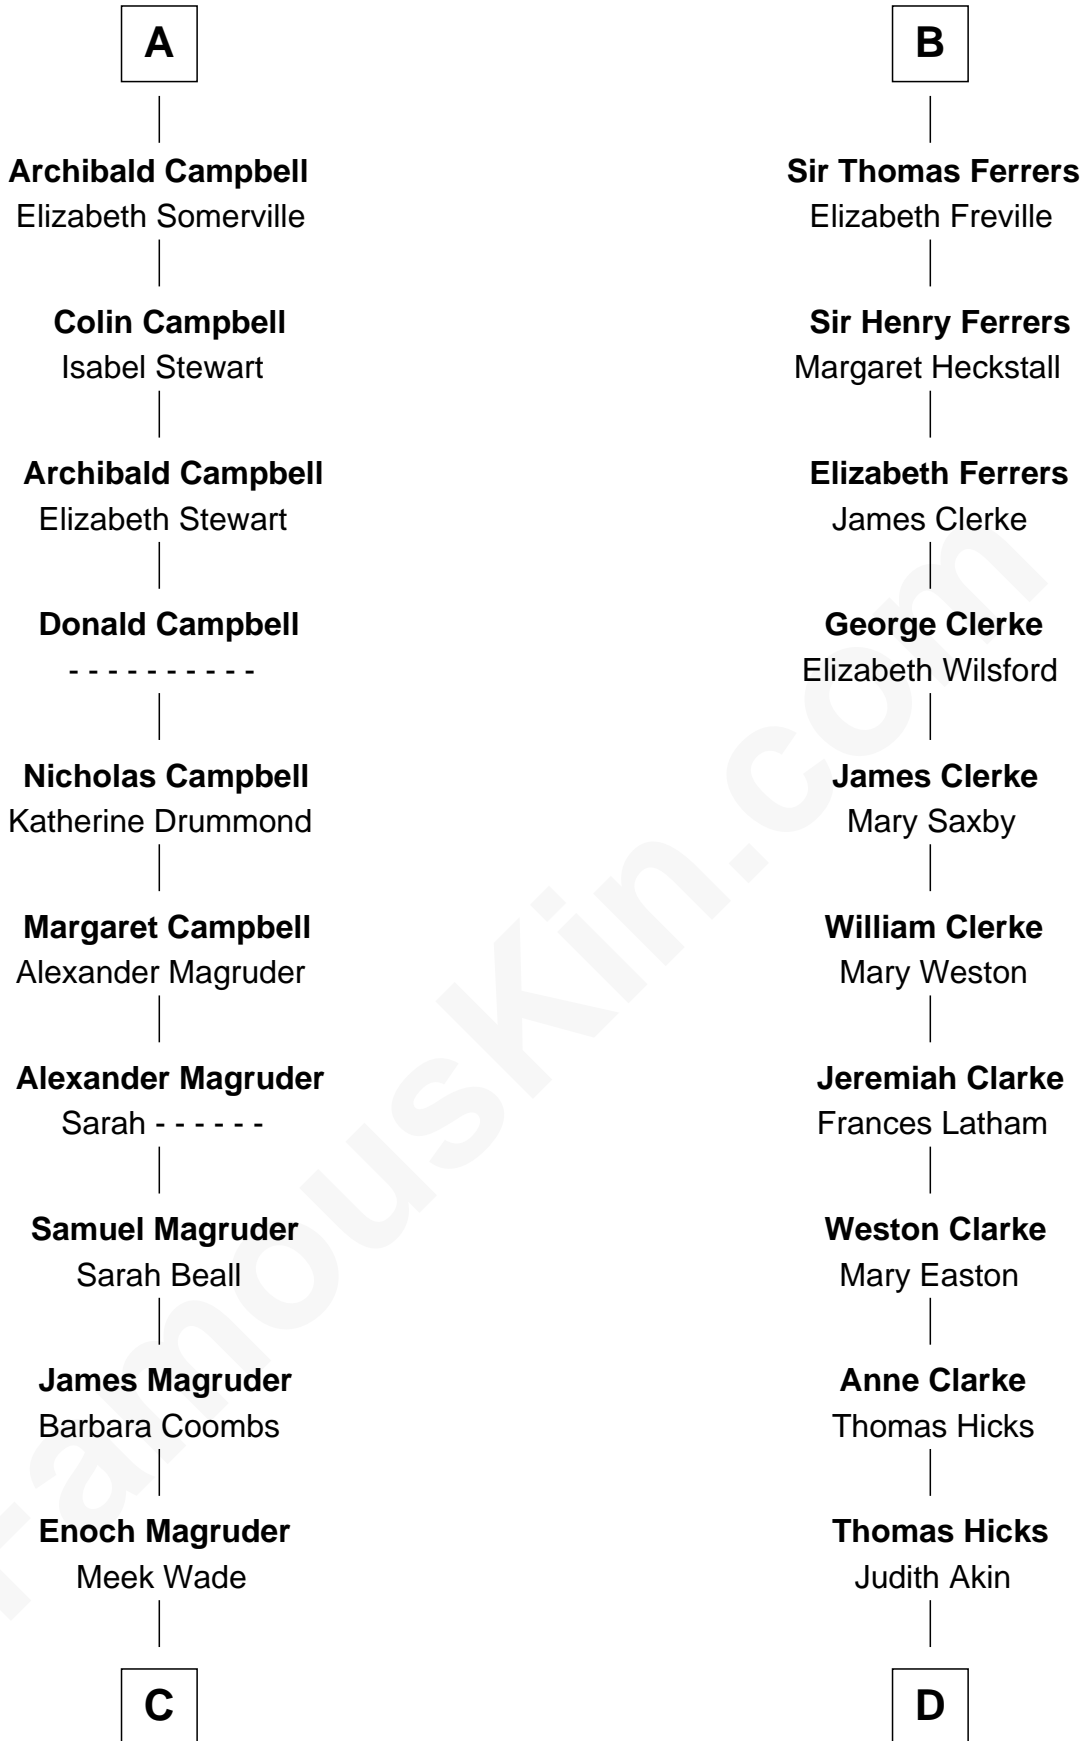 A
Archibald Campbell
Elizabeth Somerville
Colin Campbell
Isabel Stewart
Archibald Campbell
Elizabeth Stewart
Donald Campbell
- - - - - - - - - -
Nicholas Campbell
Katherine Drummond
Margaret Campbell
Alexander Magruder
Alexander Magruder
Sarah - - - - - -
Samuel Magruder
Sarah Beall
James Magruder
Barbara Coombs
Enoch Magruder
Meek Wade
C
B
Sir Thomas Ferrers
Elizabeth Freville
Sir Henry Ferrers
Margaret Heckstall
Elizabeth Ferrers
James Clerke
George Clerke
Elizabeth Wilsford
James Clerke
Mary Saxby
William Clerke
Mary Weston
Jeremiah Clarke
Frances Latham
Weston Clarke
Mary Easton
Anne Clarke
Thomas Hicks
Thomas Hicks
Judith Akin
D
FamousKin.com